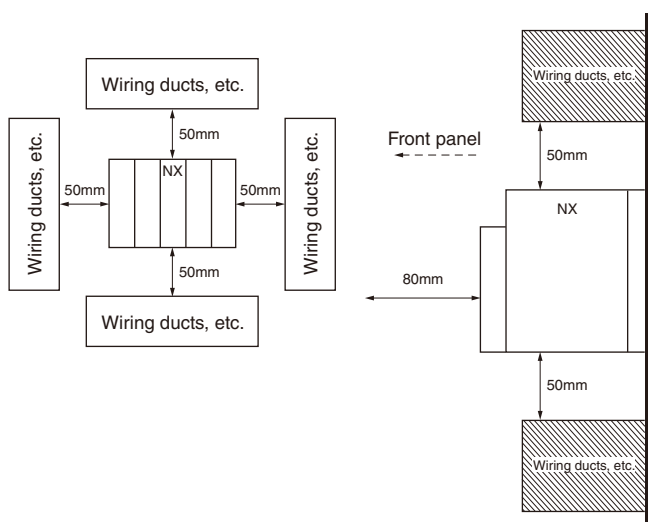 Wiring ducts, etc.
50mm
Wiring ducts, etc.
50mm
NX
50mm
Wiring ducts, etc.
50mm
Wiring ducts, etc.
Wiring ducts, etc.
Front panel
50mm
NX
80mm
50mm
Wiring ducts, etc.